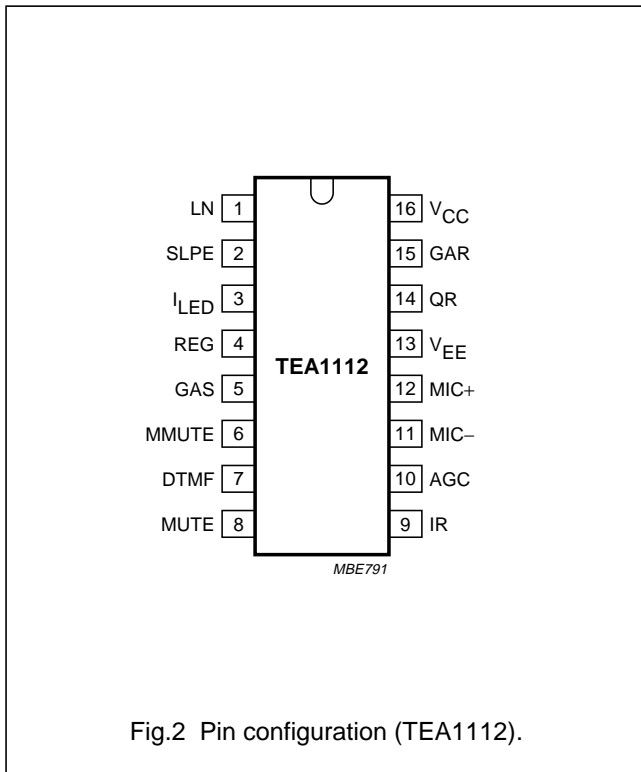 LN 1 16 VCC
SLPE 2 15 GAR
ILED 3 14 QR
REG 4 13 VEE
TEA1112
GAS 5 12 MIC+
MMUTE 6 11 MIC−
DTMF 7 10 AGC
MUTE 8 9 IR
MBE791
Fig.2 Pin configuration (TEA1112).